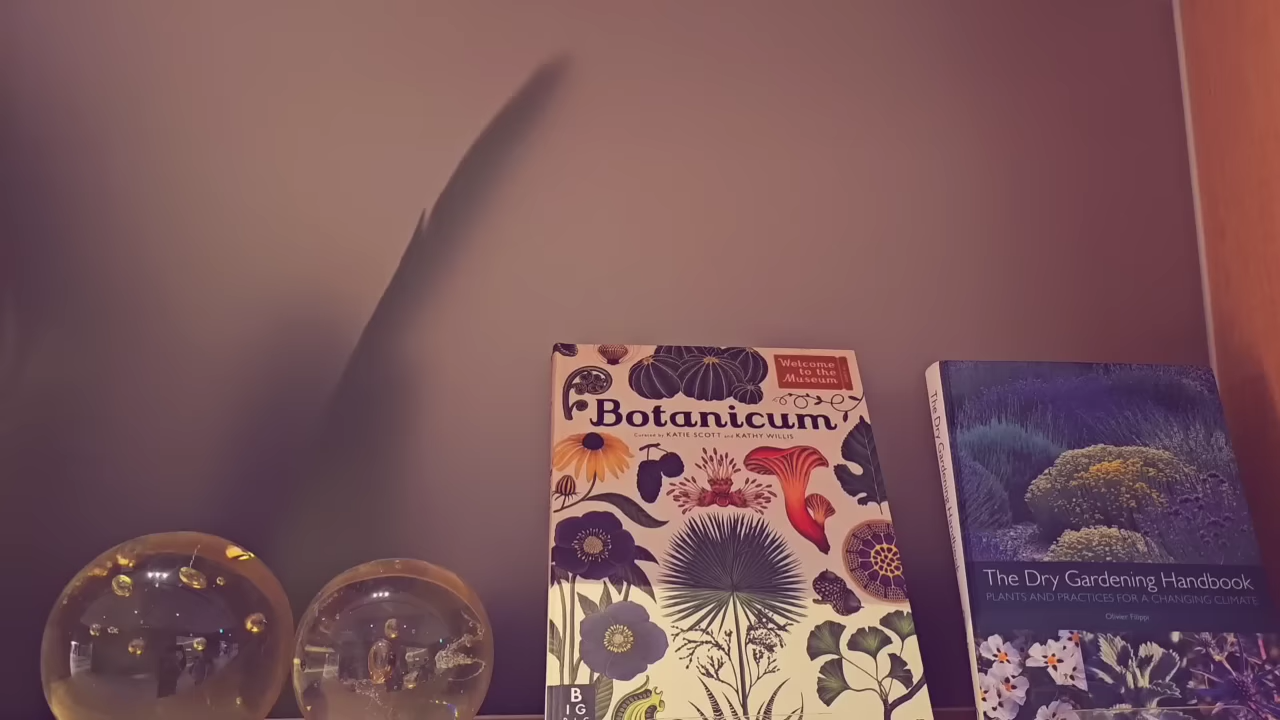 Welcome
to the
Museum
Botanicum
Curated by KATIE SCOTT and KATHY WILLIS
B
IG
The Dry Gardening Handbook
The Dry Gardening Handbook
PLANTS AND PRACTICES FOR A CHANGING CLIMATE
Olivier Filippi